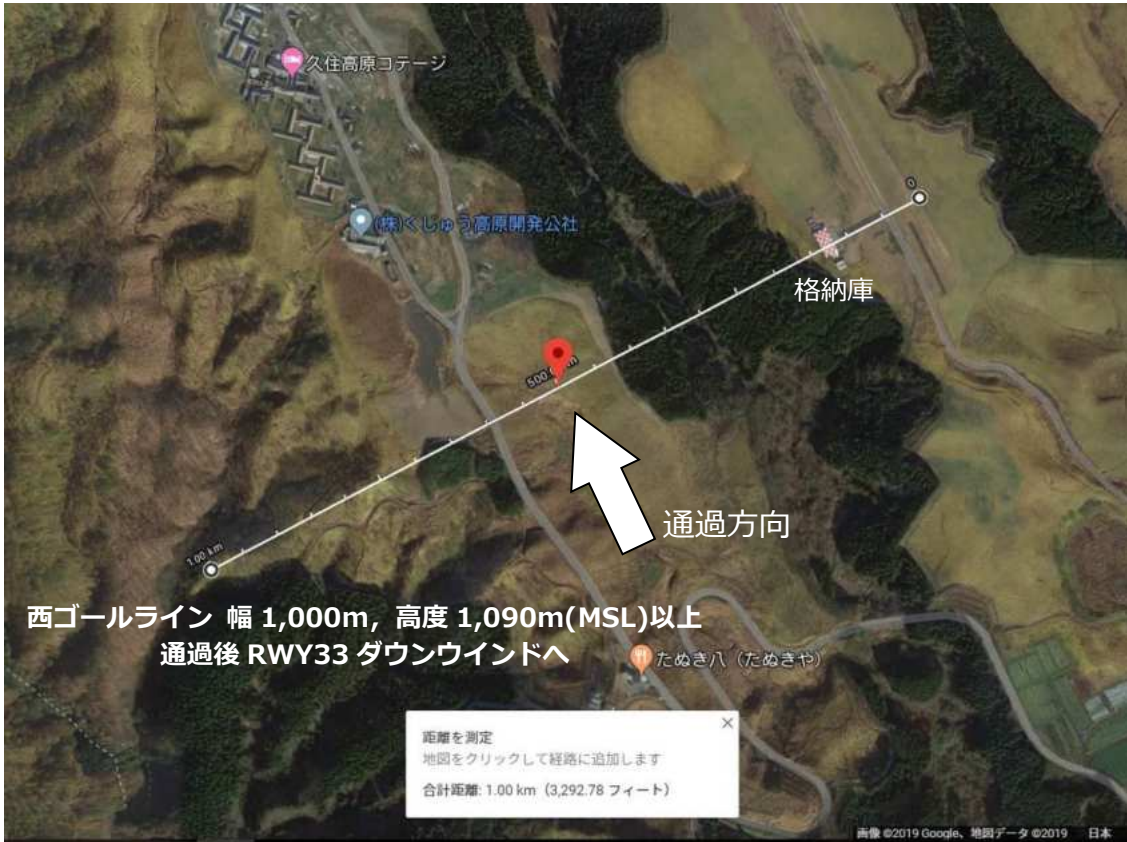 久住高原コテージ
(株)くじゅう高原開発公社
0
格納庫
通過方向
1.00 km
西ゴールライン 幅 1,000m, 高度 1,090m(MSL)以上
通過後 RWY33 ダウンウインドへ
たぬき八（たぬきや）
距離を測定
地図をクリックして経路に追加します
合計距離: 1.00 km（3,292.78 フィート）
画像 ©2019 Google、地図データ ©2019 日本